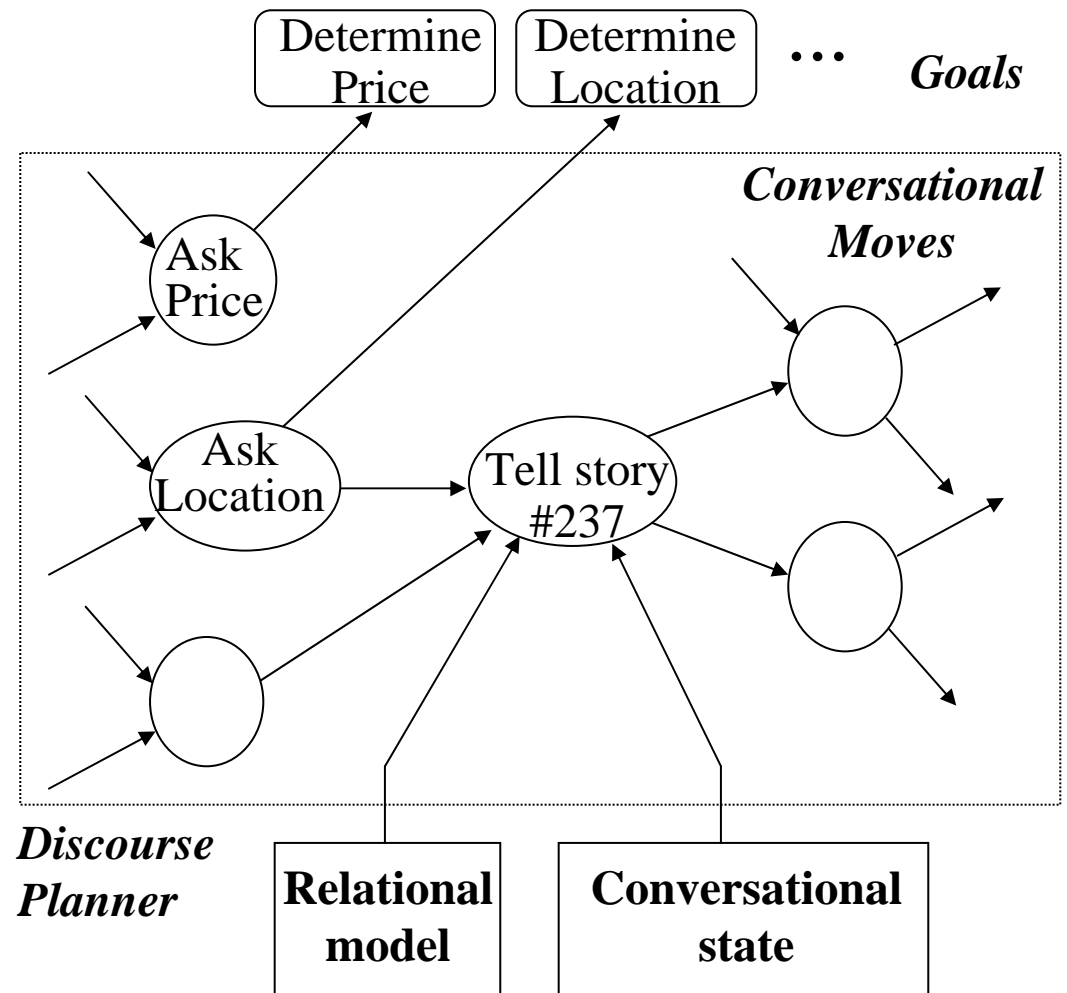 Determine
Price
Determine
Location
...
Goals
Conversational
Moves
Ask
Price
Ask
Location
Tell story
#237
Discourse
Planner
Relational
model
Conversational
state